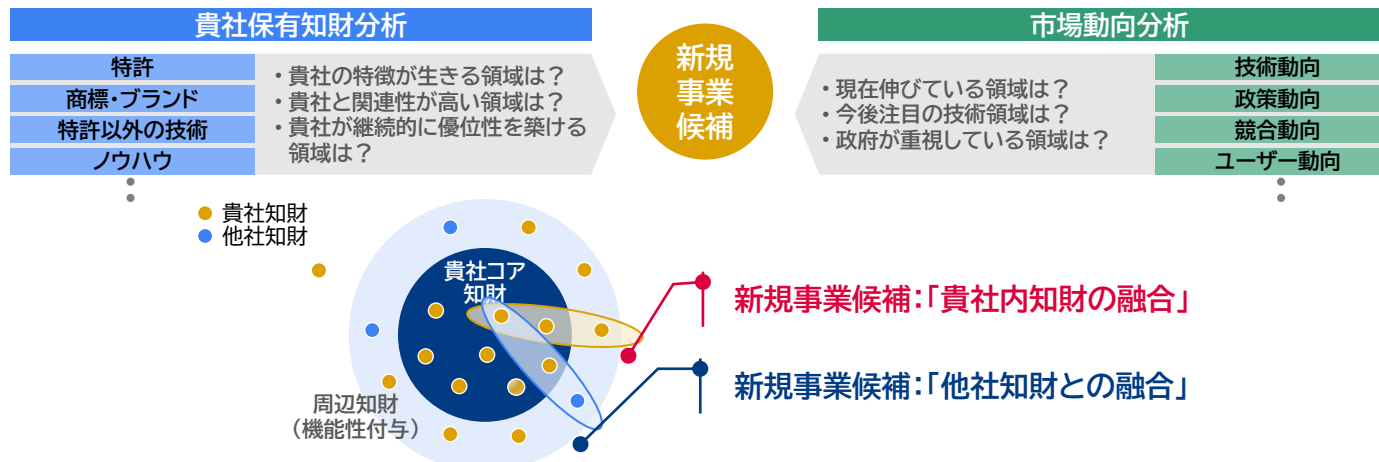 貴社保有知財分析
特許
商標・ブランド
特許以外の技術
ノウハウ
・貴社の特徴が生きる領域は？
・貴社と関連性が高い領域は？
・貴社が継続的に優位性を築ける
領域は？
新規
事業
候補
市場動向分析
・現在伸びている領域は？
・今後注目の技術領域は？
・政府が重視している領域は？
技術動向
政策動向
競合動向
ユーザー動向
貴社知財
他社知財
貴社コア
知財
周辺知財
（機能性付与）
新規事業候補：「貴社内知財の融合」
新規事業候補：「他社知財との融合」